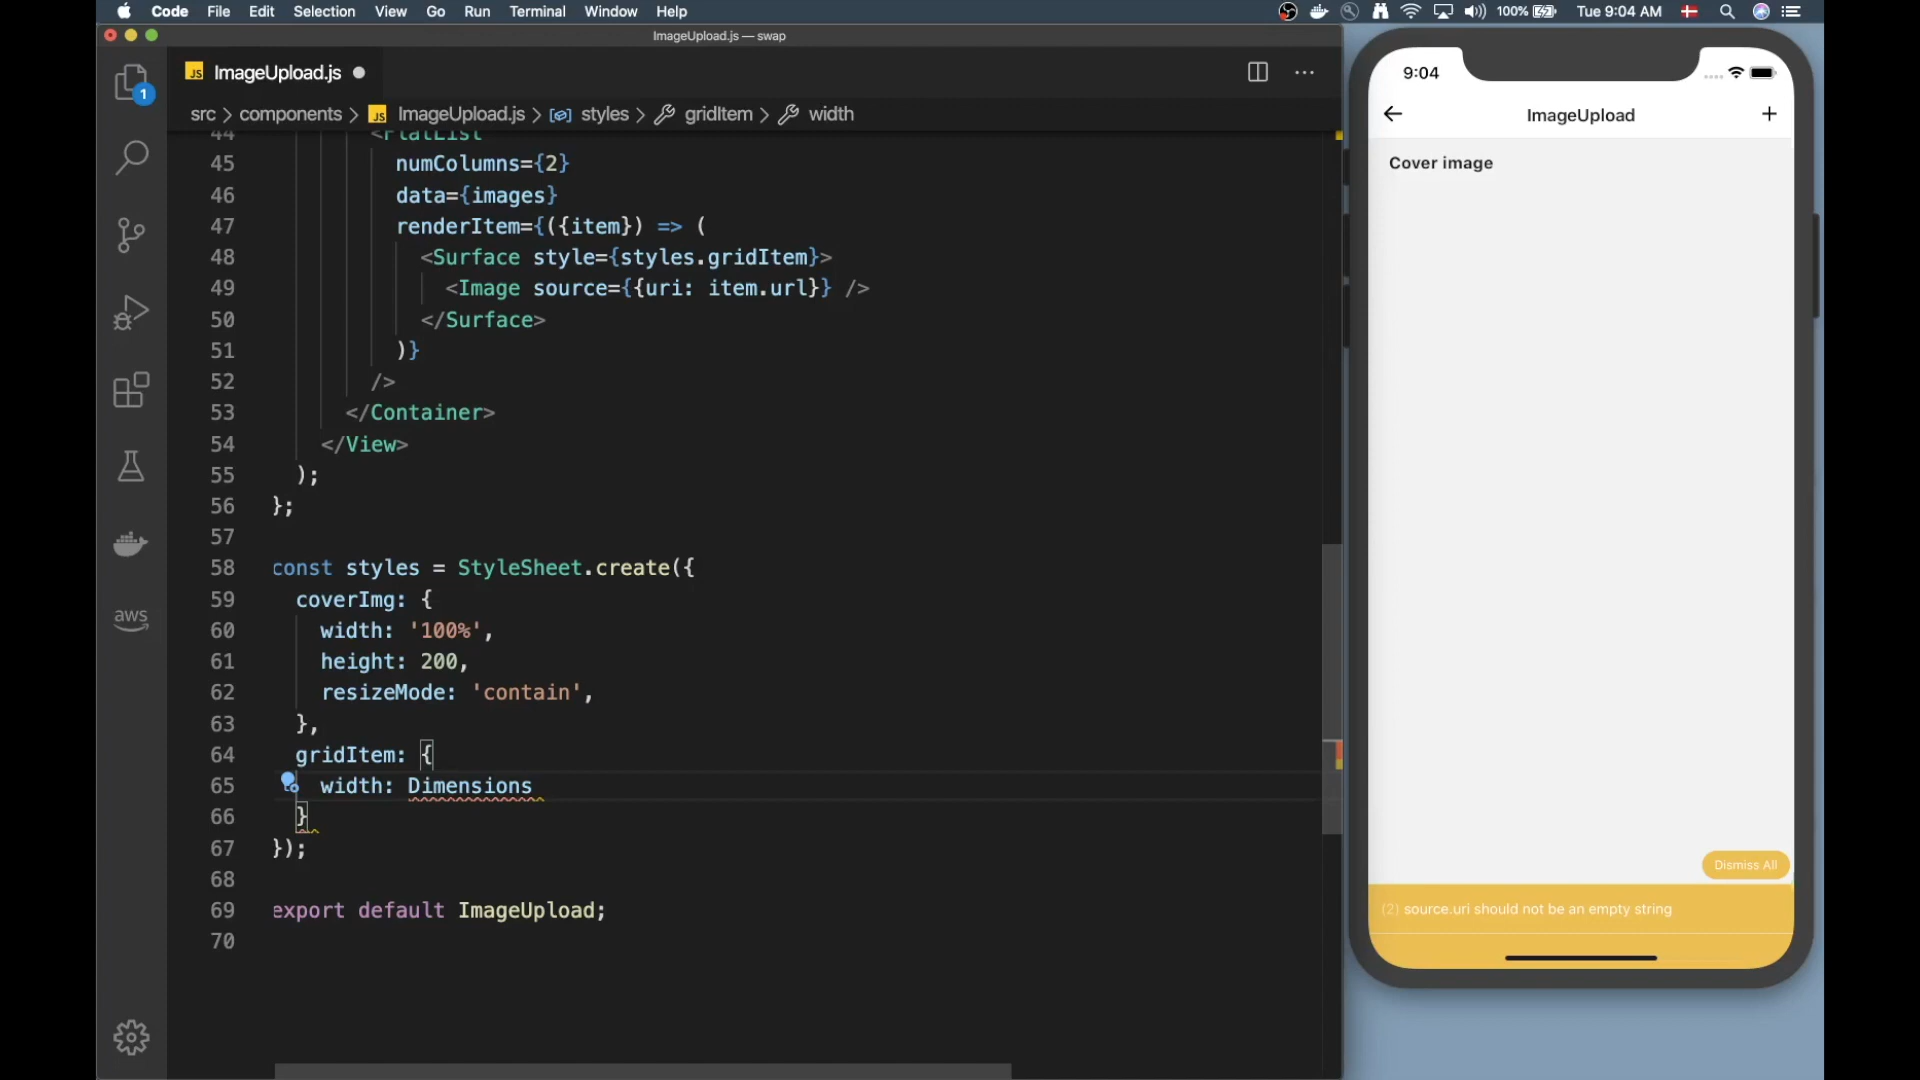 Code File Edit Selection View Go Run Terminal Window Help 100% Tue 9:04 AM
ImageUpload.js — swap
JS ImageUpload.js
src > components > JS ImageUpload.js > styles > gridItem > width
1
aws
44 <FlatList
45 numColumns={2}
46 data={images}
47 renderItem={({item}) => (
48 <Surface style={styles.gridItem}>
49 <Image source={{uri: item.url}} />
50 </Surface>
51 )}
52 />
53 </Container>
54 </View>
55 );
56 };
57
58 const styles = StyleSheet.create({
59 coverImg: {
60 width: '100%',
61 height: 200,
62 resizeMode: 'contain',
63 },
64 gridItem: {
65 width: Dimensions
66 }
67 });
68
69 export default ImageUpload;
70
9:04
ImageUpload +
Cover image
Dismiss All
(2) source.uri should not be an empty string